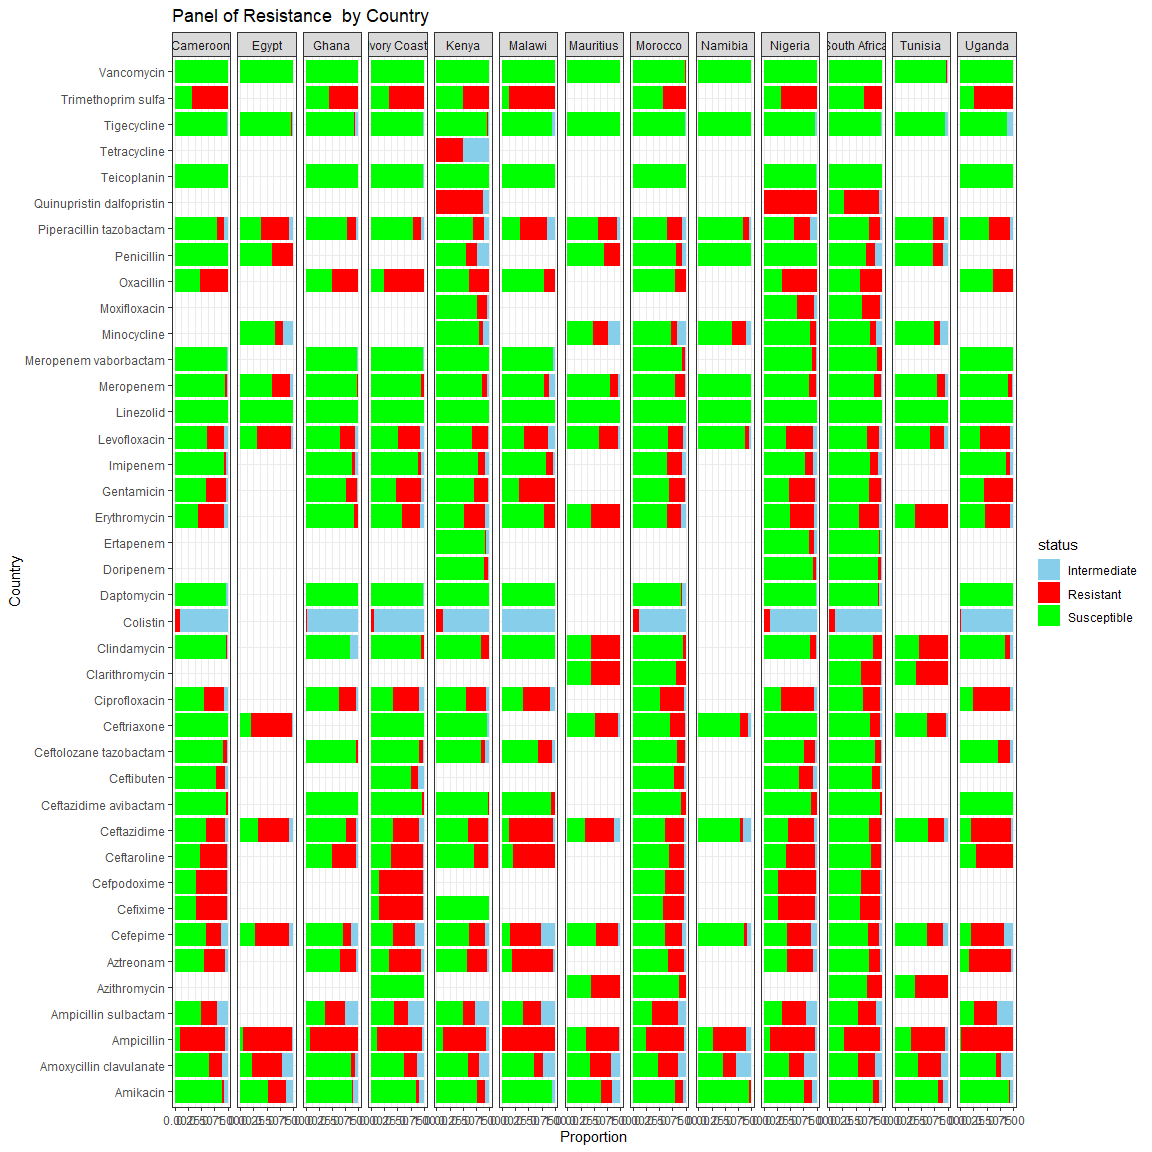 Panel of Resistance  by Country
Cameroon Egypt Ghana vory Coast Kenya Malawi Mauritius Morocco Namibia Nigeria South Africa Tunisia Uganda
Vancomycin
Trimethoprim sulfa
Tigecycline
Tetracycline
Teicoplanin
Quinupristin dalfopristin
Piperacillin tazobactam
Penicillin
Oxacillin
Moxifloxacin
Minocycline
Meropenem vaborbactam
Meropenem
Linezolid
Levofloxacin
Imipenem
Gentamicin
Erythromycin
Ertapenem
Doripenem
Daptomycin
Colistin
Clindamycin
Clarithromycin
Ciprofloxacin
Ceftriaxone
Ceftolozane tazobactam
Ceftibuten
Ceftazidime avibactam
Ceftazidime
Ceftaroline
Cefpodoxime
Cefixime
Cefepime
Aztreonam
Azithromycin
Ampicillin sulbactam
Ampicillin
Amoxycillin clavulanate
Amikacin
Country
Proportion
status
Intermediate
Resistant
Susceptible